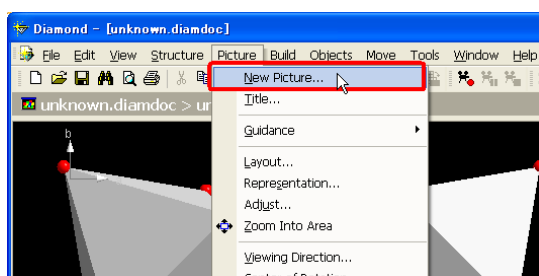 Diamond - [unknown.diamdoc]
File Edit View Structure Picture Build Objects Move Tools Window Help
New Picture...
unknown.diamdoc > un
Title...
b
Guidance
Layout...
Representation...
Adjust...
Zoom Into Area
Viewing Direction...